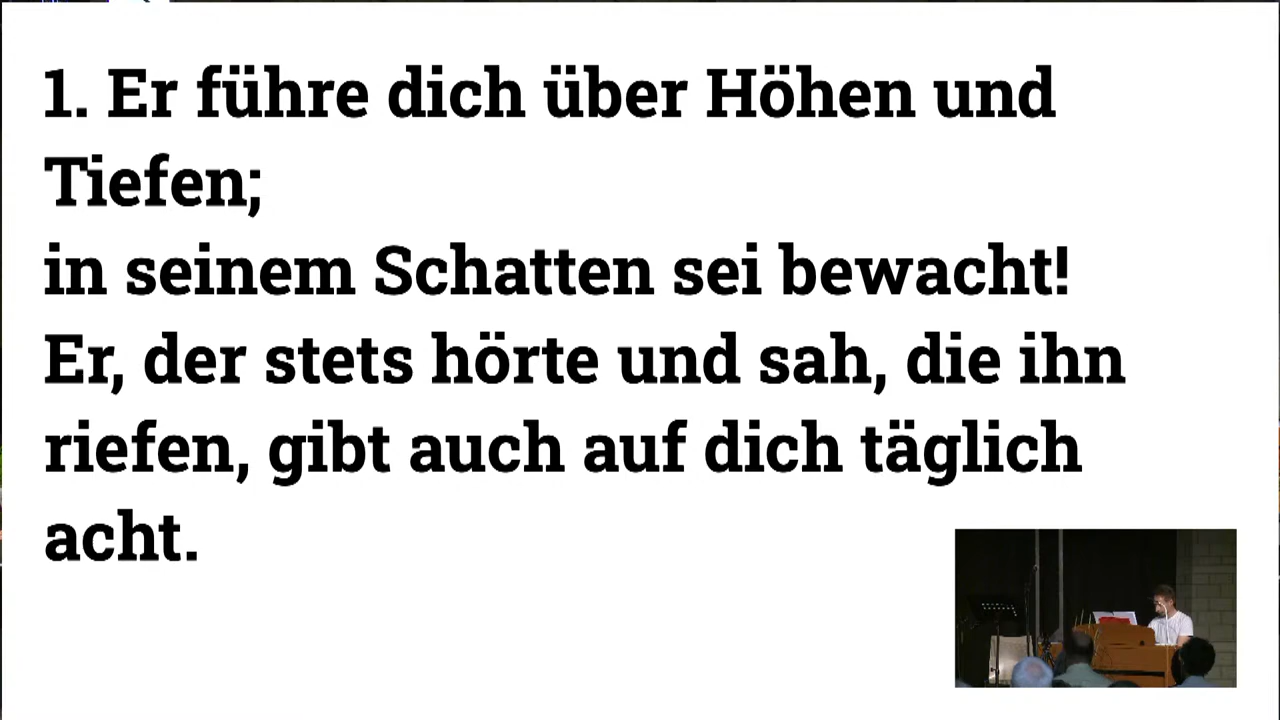 1. Er führe dich über Höhen und
Tiefen;
in seinem Schatten sei bewacht!
Er, der stets hörte und sah, die ihn
riefen, gibt auch auf dich täglich
acht.